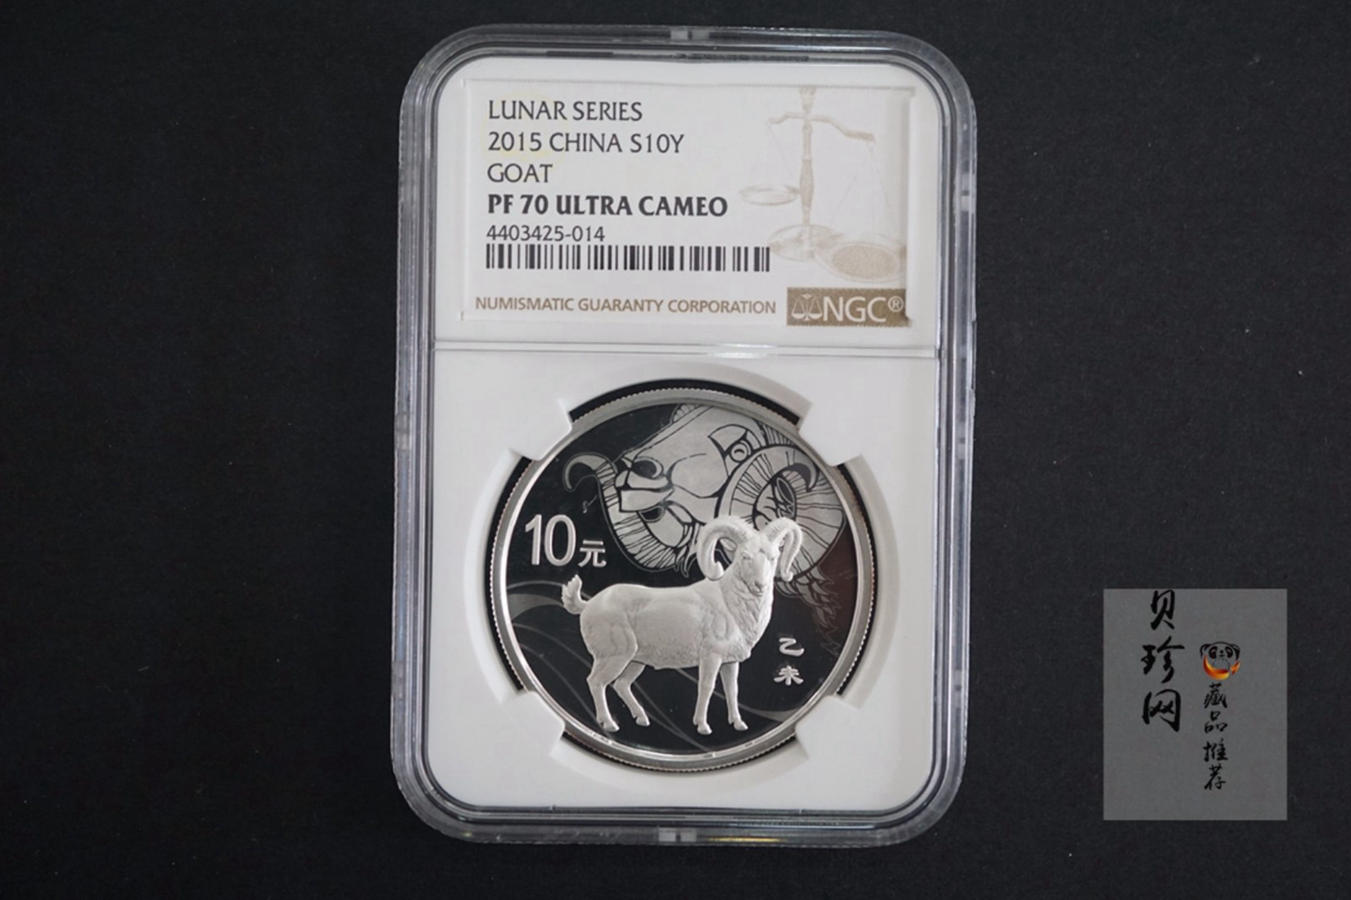 LUNAR SERIES
2015 CHINA S10Y
GOAT
PF 70 ULTRA CAMEO
4403425-014
NUMISMATIC GUARANTY CORPORATION
NGC®
10元
乙未
贝珍网
藏品推荐